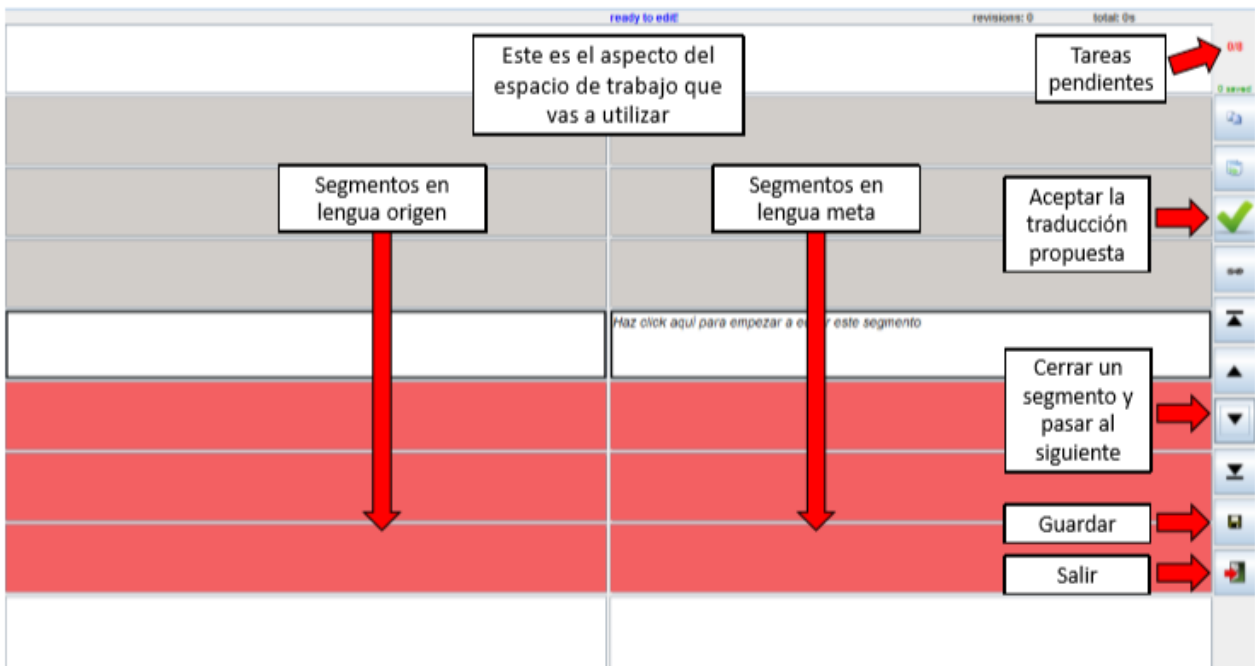 ready to edit!
revisions: 0
total: 0s
Este es el aspecto del
espacio de trabajo que
vas a utilizar
Tareas
pendientes
0/8
0 saved
Segmentos en
lengua origen
Segmentos en
lengua meta
Aceptar la
traducción
propuesta
Haz click aquí para empezar a e r este segmento
Cerrar un
segmento y
pasar al
siguiente
Guardar
Salir